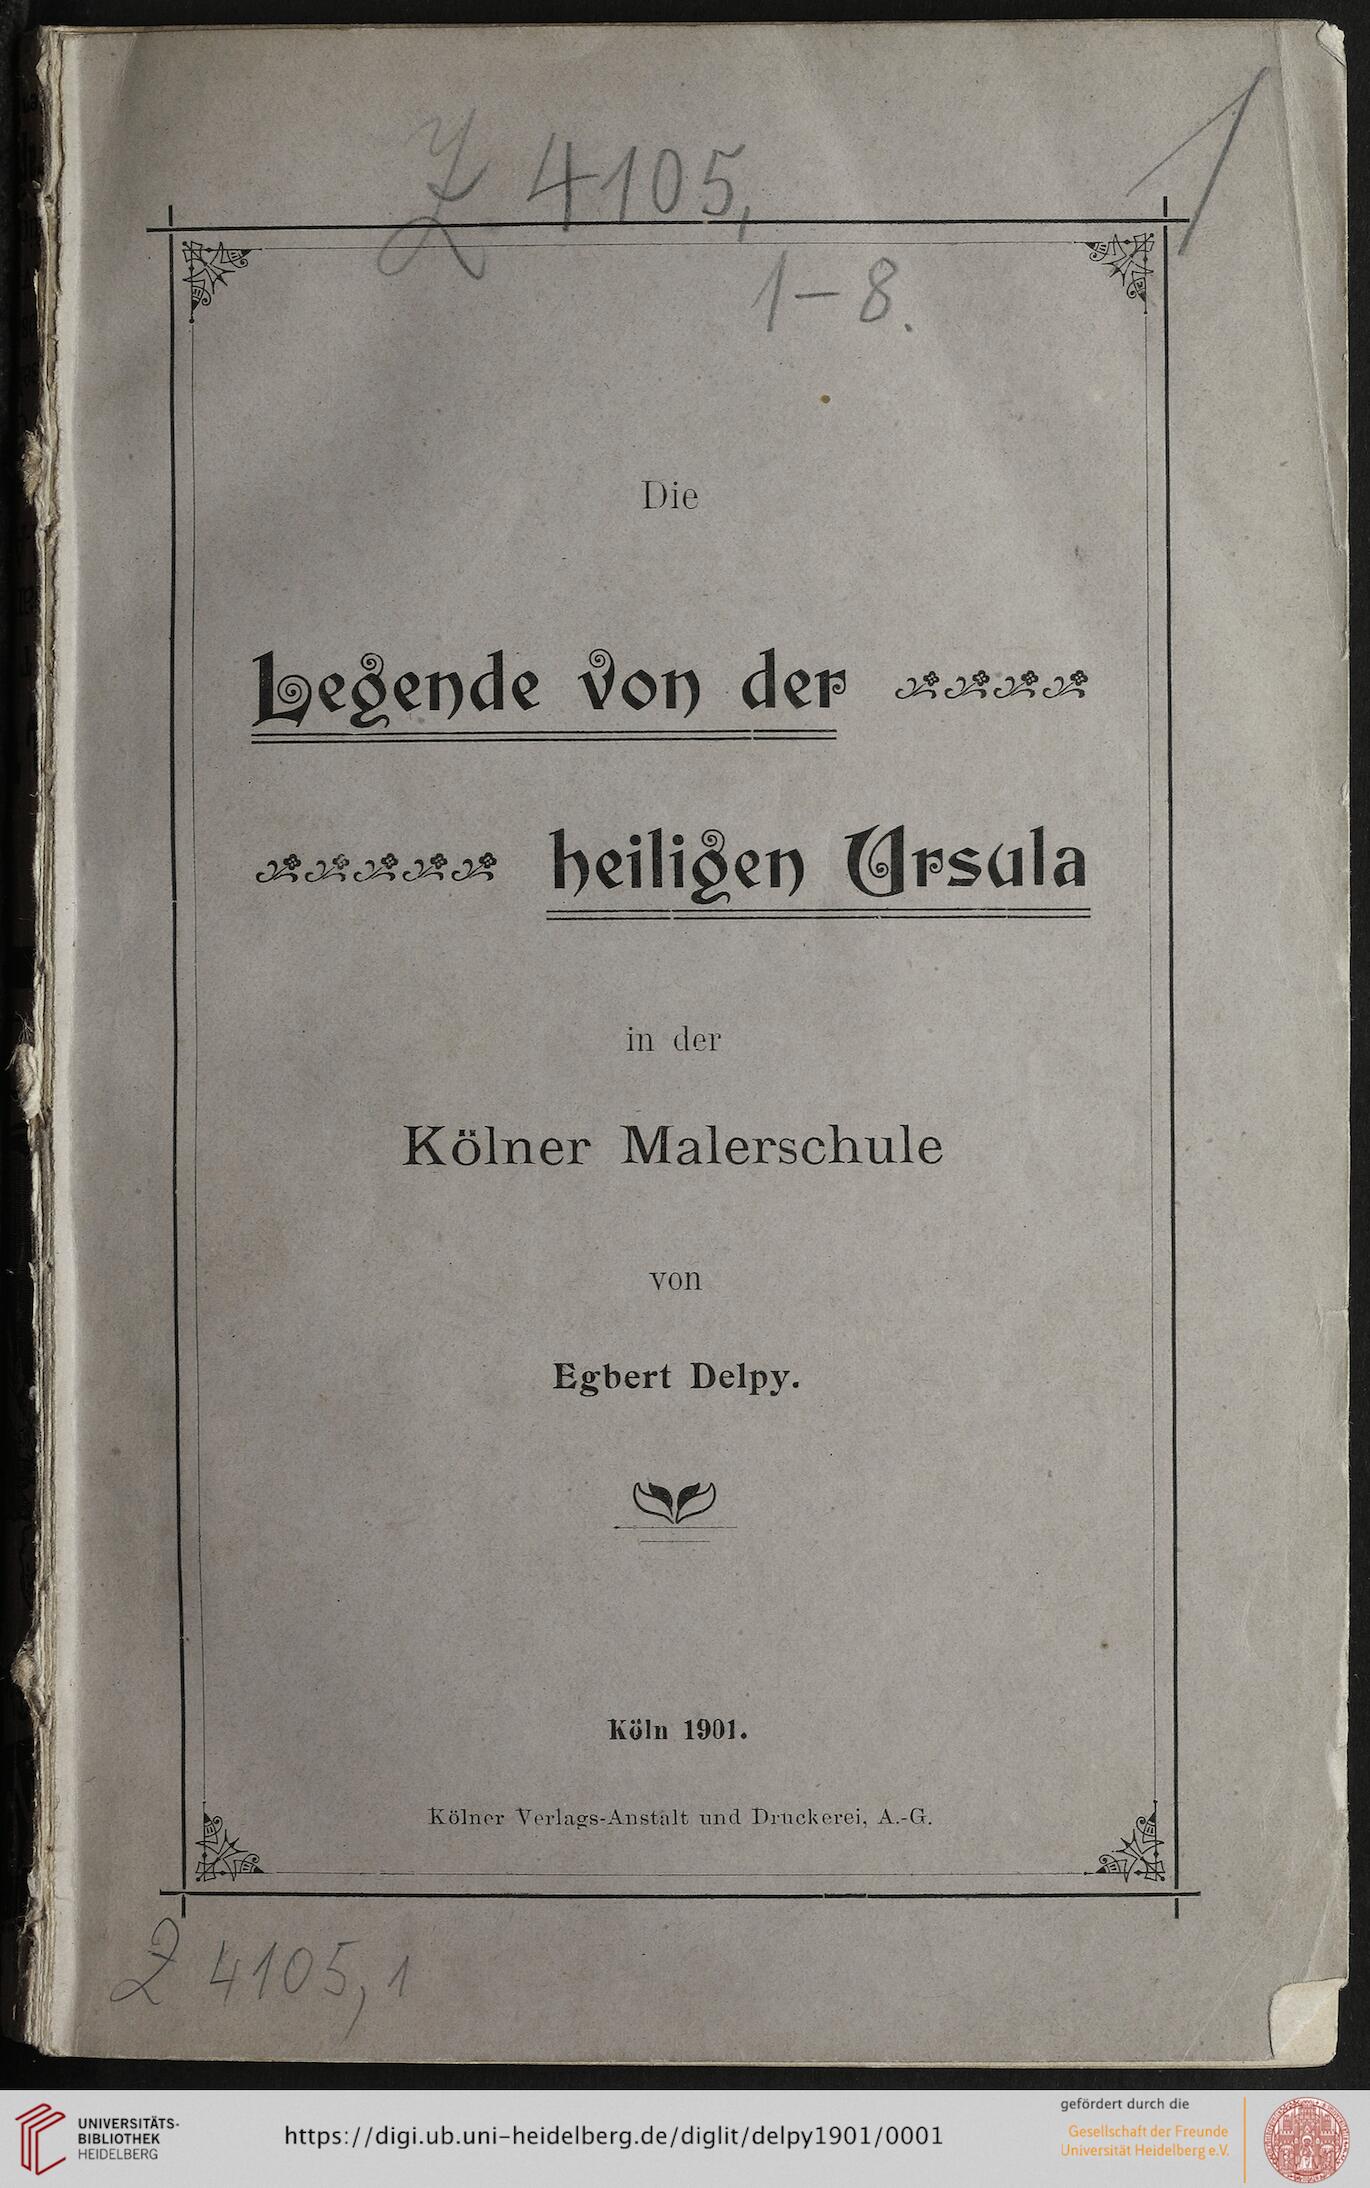 Z 4105,
1
1-8.
Die
Legende von der
heiligen Ursula
in der
Kölner Malerschule
von
Egbert Delpy.
Köln 1901.
Kölner Verlags-Anstalt und Druckerei, A.-G.
Z 4105,1
UNIVERSITÄTS-
BIBLIOTHEK
HEIDELBERG
https://digi.ub.uni-heidelberg.de/diglit/delpy1901/0001
gefördert durch die
Gesellschaft der Freunde
Universität Heidelberg e.V.